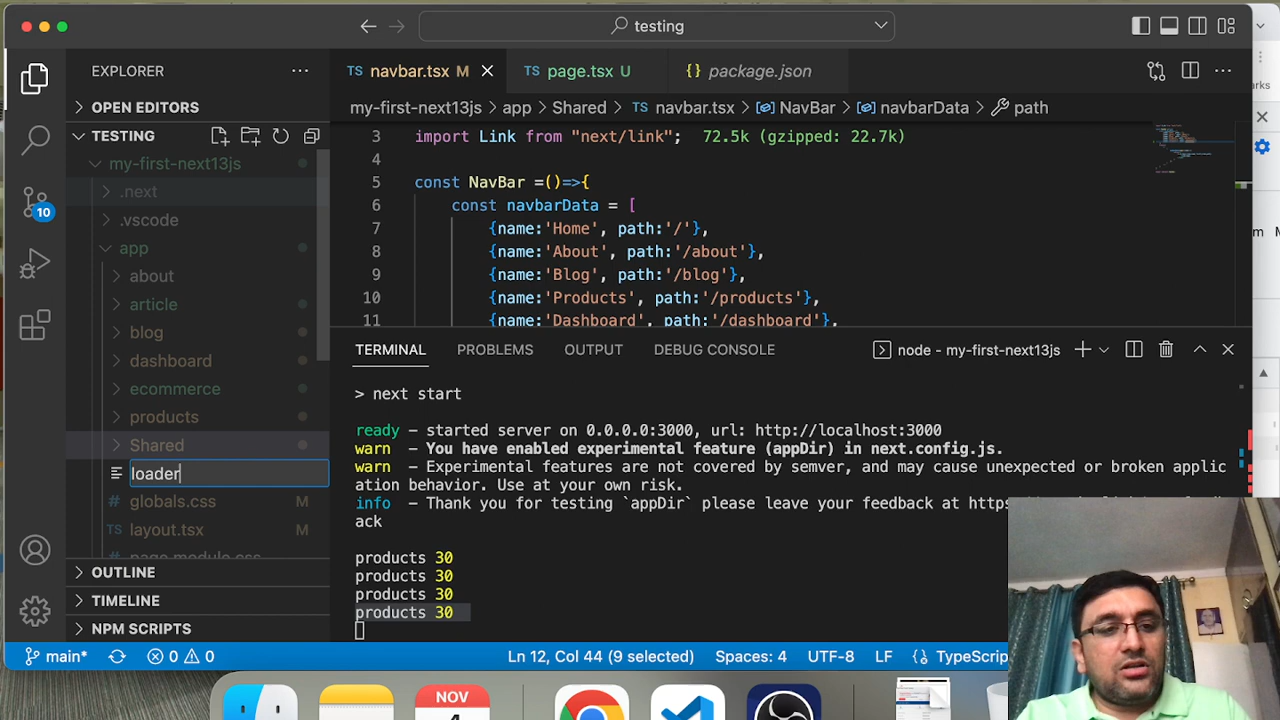 testing
EXPLORER
TS navbar.tsx M
TS page.tsx U
{} package.json
my-first-next13js > app > Shared > TS navbar.tsx > NavBar > navbarData > path
OPEN EDITORS
TESTING
my-first-next13js
.next
.vscode
app
about
article
blog
dashboard
ecommerce
products
Shared
loader
globals.css M
TS layout.tsx M
page.module.css
OUTLINE
TIMELINE
NPM SCRIPTS
10
3 import Link from "next/link"; 72.5k (gzipped: 22.7k)
4
5 const NavBar =()=>{
6 const navbarData = [
7 {name:'Home', path:'/'},
8 {name:'About', path:'/about'},
9 {name:'Blog', path:'/blog'},
10 {name:'Products', path:'/products'},
11 {name:'Dashboard', path:'/dashboard'},
TERMINAL PROBLEMS OUTPUT DEBUG CONSOLE
node - my-first-next13js
> next start
ready - started server on 0.0.0.0:3000, url: http://localhost:3000
warn - You have enabled experimental feature (appDir) in next.config.js.
warn - Experimental features are not covered by semver, and may cause unexpected or broken applic
ation behavior. Use at your own risk.
info - Thank you for testing `appDir` please leave your feedback at https
ack
products 30
products 30
products 30
products 30
main* 0 0
Ln 12, Col 44 (9 selected) Spaces: 4 UTF-8 LF {} TypeScrip
NOV